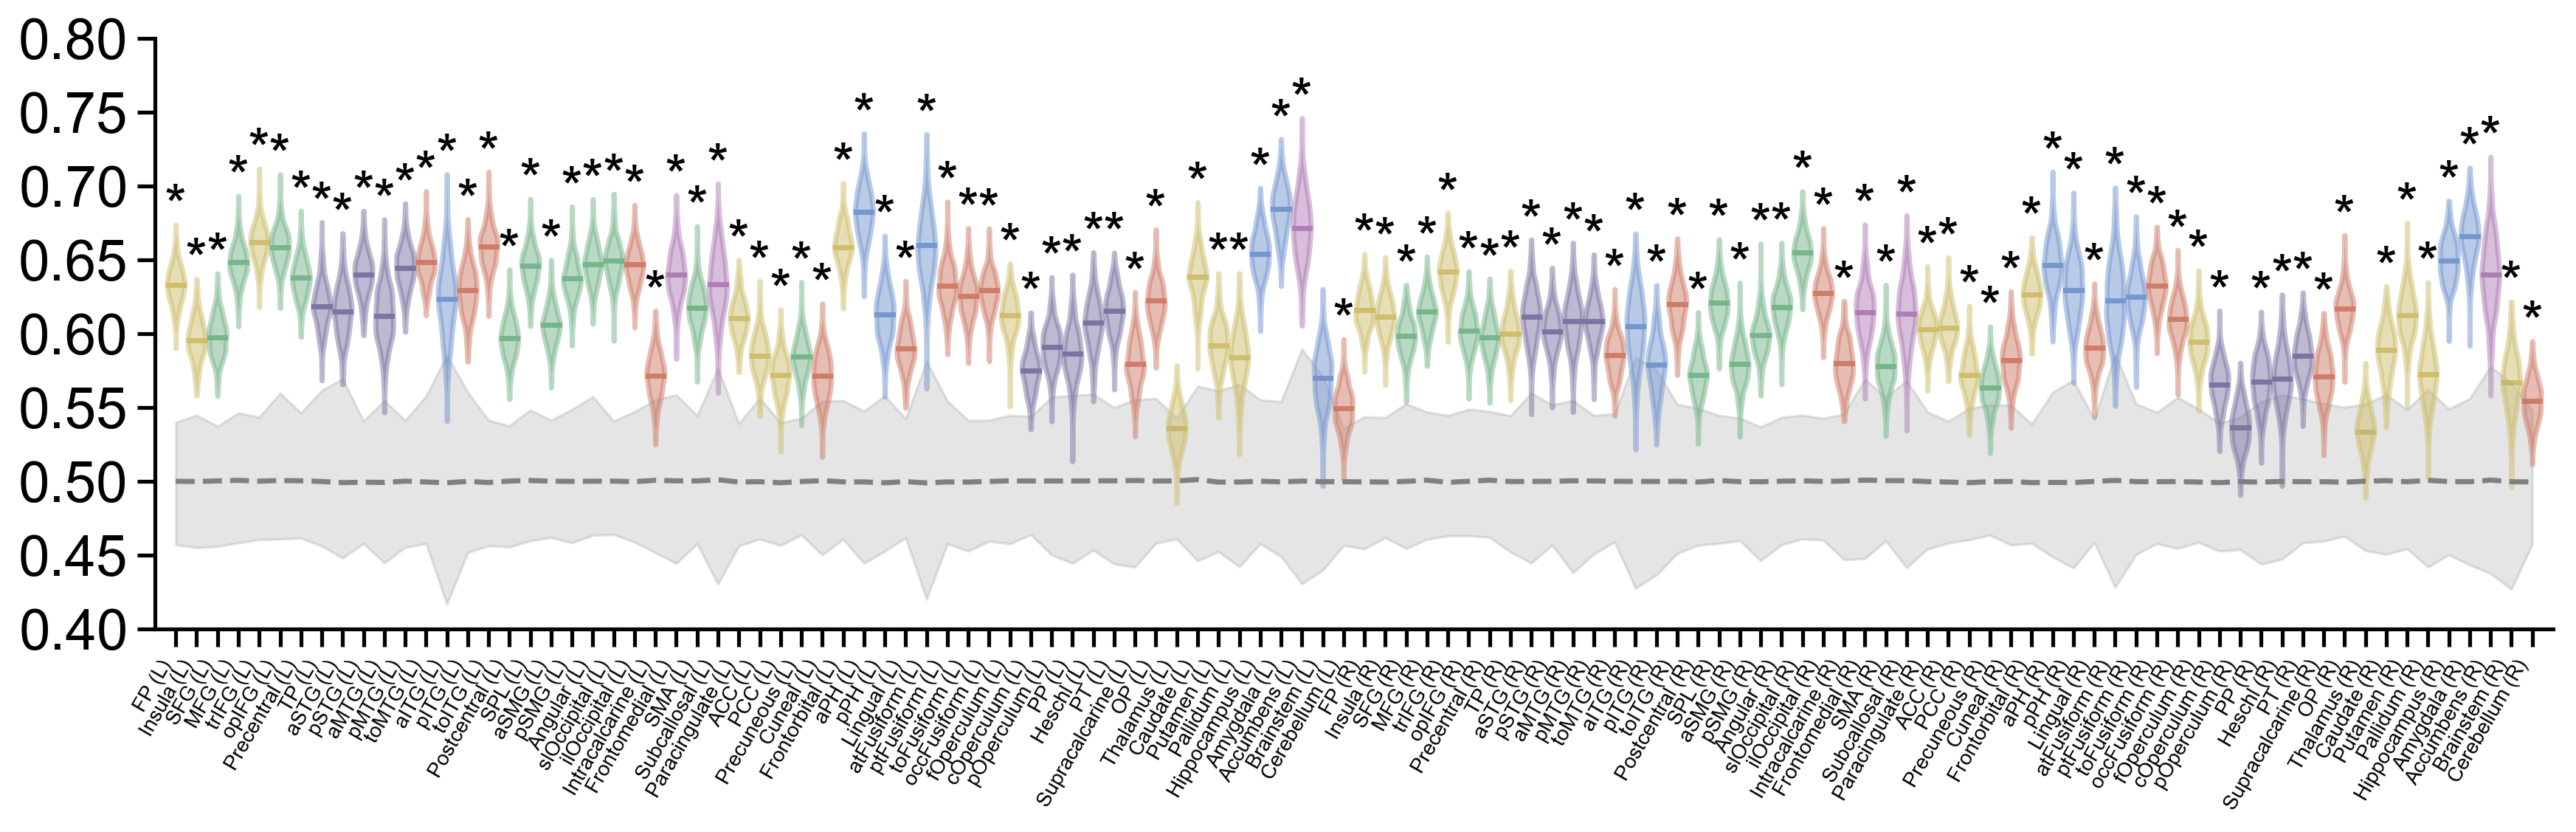 0.80
0.75
0.70
0.65
0.60
0.55
0.50
0.45
0.40
FP (L)
Insula (L)
SFG (L)
MFG (L)
trIFG (L)
opIFG (L)
Precentral (L)
TP (L)
aSTG (L)
pSTG (L)
aMTG (L)
pMTG (L)
toMTG (L)
aITG (L)
pITG (L)
toITG (L)
Postcentral (L)
SPL (L)
aSMG (L)
pSMG (L)
Angular (L)
slOccipital (L)
ilOccipital (L)
Intracalcarine (L)
Frontomedial (L)
SMA (L)
Subcallosal (L)
Paracingulate (L)
ACC (L)
PCC (L)
Precuneous (L)
Cuneal (L)
Frontorbital (L)
aPH (L)
pPH (L)
Lingual (L)
atFusiform (L)
ptFusiform (L)
toFusiform (L)
occFusiform (L)
fOperculum (L)
cOperculum (L)
pOperculum (L)
PP (L)
Heschl (L)
PT (L)
Supracalcarine (L)
OP (L)
Thalamus (L)
Caudate (L)
Putamen (L)
Pallidum (L)
Hippocampus (L)
Amygdala (L)
Accumbens (L)
Brainstem (L)
Cerebellum (L)
FP (R)
Insula (R)
SFG (R)
MFG (R)
trIFG (R)
opIFG (R)
Precentral (R)
TP (R)
aSTG (R)
pSTG (R)
aMTG (R)
pMTG (R)
toMTG (R)
aITG (R)
pITG (R)
toITG (R)
Postcentral (R)
SPL (R)
aSMG (R)
pSMG (R)
Angular (R)
slOccipital (R)
ilOccipital (R)
Intracalcarine (R)
Frontomedial (R)
SMA (R)
Subcallosal (R)
Paracingulate (R)
ACC (R)
PCC (R)
Precuneous (R)
Cuneal (R)
Frontorbital (R)
aPH (R)
pPH (R)
Lingual (R)
atFusiform (R)
ptFusiform (R)
toFusiform (R)
occFusiform (R)
fOperculum (R)
cOperculum (R)
pOperculum (R)
PP (R)
Heschl (R)
PT (R)
Supracalcarine (R)
OP (R)
Thalamus (R)
Caudate (R)
Putamen (R)
Pallidum (R)
Hippocampus (R)
Amygdala (R)
Accumbens (R)
Brainstem (R)
Cerebellum (R)